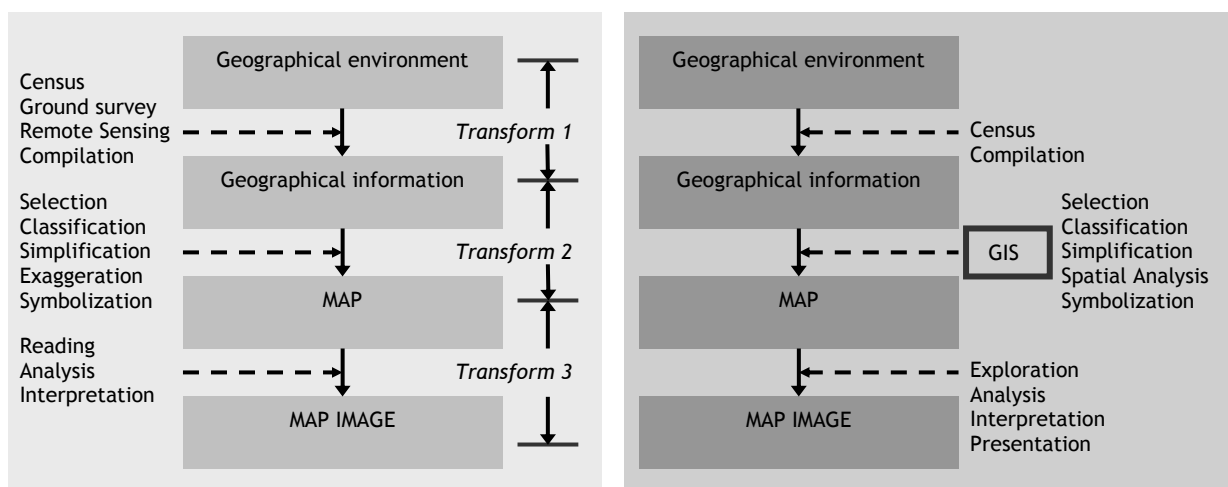 Geographical environment
Census
Ground survey
Remote Sensing
Compilation
Transform 1
Geographical information
Selection
Classification
Simplification
Exaggeration
Symbolization
Transform 2
MAP
Reading
Analysis
Interpretation
Transform 3
MAP IMAGE
Geographical environment
Census
Compilation
Geographical information
Selection
Classification
Simplification
Spatial Analysis
Symbolization
GIS
MAP
Exploration
Analysis
Interpretation
Presentation
MAP IMAGE